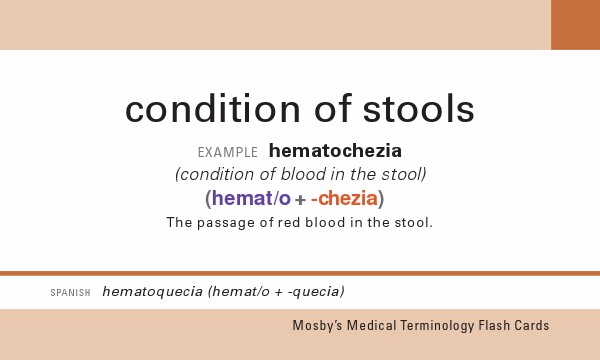 condition of stools
EXAMPLE hematochezia
(condition of blood in the stool)
(hemat/o + -chezia)
The passage of red blood in the stool.
SPANISH hematoquecia (hemat/o + -quecia)
Mosby's Medical Terminology Flash Cards